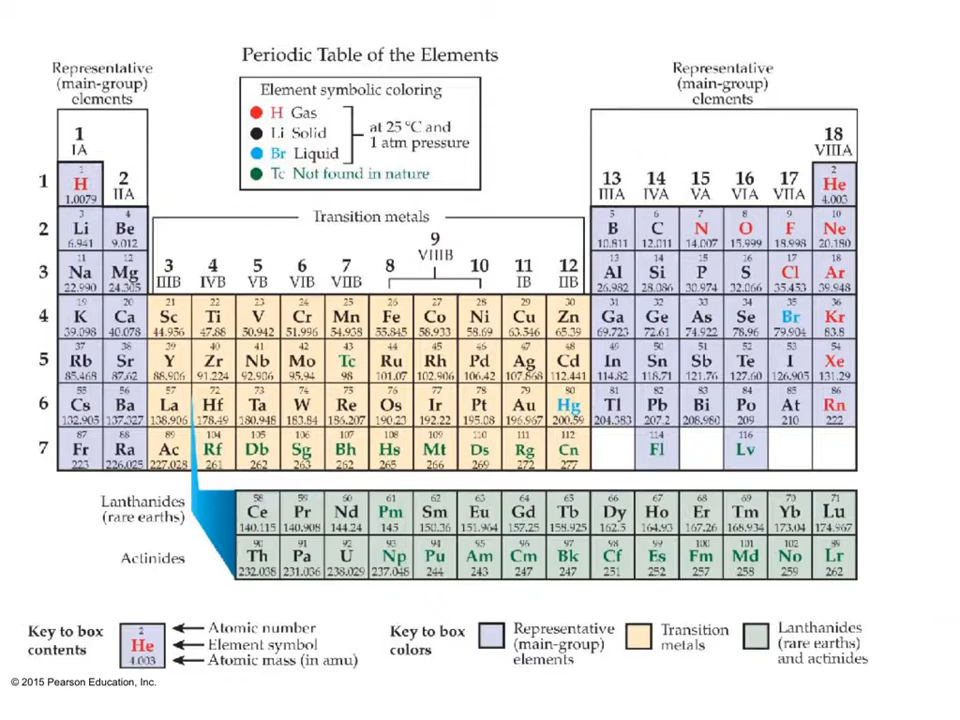 Periodic Table of the Elements
Representative
(main-group)
elements
Element symbolic coloring
H Gas
Li Solid
Br Liquid
at 25 °C and
1 atm pressure
Tc Not found in nature
Representative
(main-group)
elements
1
IA
18
VIIIA
1
1
H
1.0079
2
IIA
13 14 15 16 17
IIIA IVA VA VIA VIIA
2
He
4.003
Transition metals
2
3 4 5 6 7 8 9 10
Li Be B C N O F Ne
6.941 9.012 10.811 12.011 14.007 15.999 18.998 20.180
3 4 5 6 7 8 9 10 11 12
IIIB IVB VB VIB VIIB VIIIB IB IIB
3
11 12 13 14 15 16 17 18
Na Mg Al Si P S Cl Ar
22.990 24.305 26.982 28.086 30.974 32.066 35.453 39.948
4
19 20 21 22 23 24 25 26 27 28 29 30 31 32 33 34 35 36
K Ca Sc Ti V Cr Mn Fe Co Ni Cu Zn Ga Ge As Se Br Kr
39.098 40.078 44.956 47.88 50.942 51.996 54.938 55.845 58.933 58.69 63.546 65.39 69.723 72.61 74.922 78.96 79.904 83.8
5
37 38 39 40 41 42 43 44 45 46 47 48 49 50 51 52 53 54
Rb Sr Y Zr Nb Mo Tc Ru Rh Pd Ag Cd In Sn Sb Te I Xe
85.468 87.62 88.906 91.224 92.906 95.94 98 101.07 102.906 106.42 107.868 112.441 114.82 118.71 121.76 127.60 126.905 131.29
6
55 56 57 72 73 74 75 76 77 78 79 80 81 82 83 84 85 86
Cs Ba La Hf Ta W Re Os Ir Pt Au Hg Tl Pb Bi Po At Rn
132.905 137.327 138.906 178.49 180.948 183.84 186.207 190.23 192.22 195.08 196.967 200.59 204.383 207.2 208.980 209 210 222
7
87 88 89 104 105 106 107 108 109 110 111 112 114 116
Fr Ra Ac Rf Db Sg Bh Hs Mt Ds Rg Cn Fl Lv
223 226.025 227.028 261 262 263 262 265 266 269 272 277
Lanthanides
(rare earths)
58 59 60 61 62 63 64 65 66 67 68 69 70 71
Ce Pr Nd Pm Sm Eu Gd Tb Dy Ho Er Tm Yb Lu
140.115 140.908 144.24 145 150.36 151.964 157.25 158.925 162.5 164.93 167.26 168.934 173.04 174.967
Actinides
90 91 92 93 94 95 96 97 98 99 100 101 102 89
Th Pa U Np Pu Am Cm Bk Cf Es Fm Md No Lr
232.038 231.036 238.029 237.048 244 243 247 247 251 252 257 258 259 262
Key to box
contents
2
He
4.003
Atomic number
Element symbol
Atomic mass (in amu)
Key to box
colors
Representative
(main-group)
elements
Transition
metals
Lanthanides
(rare earths)
and actinides
© 2015 Pearson Education, Inc.